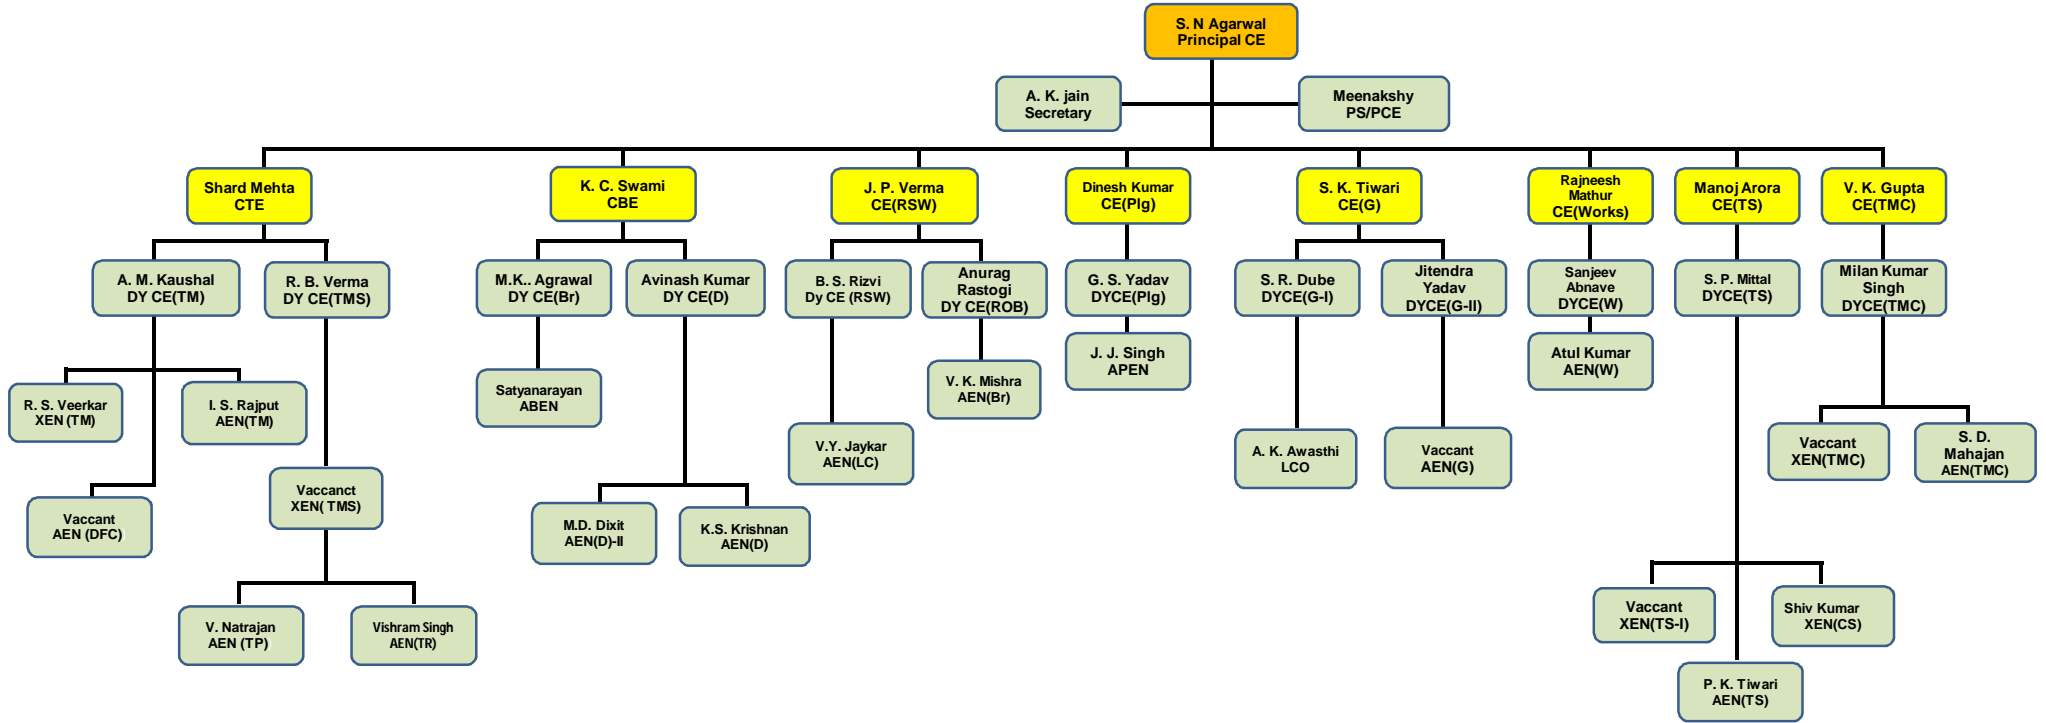 S. N Agarwal
Principal CE
A. K. jain
Secretary
Meenakshy
PS/PCE
Shard Mehta
CTE
K. C. Swami
CBE
J. P. Verma
CE(RSW)
Dinesh Kumar
CE(Plg)
S. K. Tiwari
CE(G)
Rajneesh
Mathur
CE(Works)
Manoj Arora
CE(TS)
V. K. Gupta
CE(TMC)
A. M. Kaushal
DY CE(TM)
R. B. Verma
DY CE(TMS)
M.K.. Agrawal
DY CE(Br)
Avinash Kumar
DY CE(D)
B. S. Rizvi
Dy CE (RSW)
Anurag
Rastogi
DY CE(ROB)
G. S. Yadav
DYCE(Plg)
S. R. Dube
DYCE(G-I)
Jitendra
Yadav
DYCE(G-II)
Sanjeev
Abnave
DYCE(W)
S. P. Mittal
DYCE(TS)
Milan Kumar
Singh
DYCE(TMC)
R. S. Veerkar
XEN (TM)
I. S. Rajput
AEN(TM)
Satyanarayan
ABEN
V. K. Mishra
AEN(Br)
J. J. Singh
APEN
Atul Kumar
AEN(W)
V.Y. Jaykar
AEN(LC)
A. K. Awasthi
LCO
Vaccant
AEN(G)
Vaccant
XEN(TMC)
S. D.
Mahajan
AEN(TMC)
Vaccant
AEN (DFC)
Vaccanct
XEN( TMS)
M.D. Dixit
AEN(D)-II
K.S. Krishnan
AEN(D)
V. Natrajan
AEN (TP)
Vishram Singh
AEN(TR)
Vaccant
XEN(TS-I)
Shiv Kumar
XEN(CS)
P. K. Tiwari
AEN(TS)